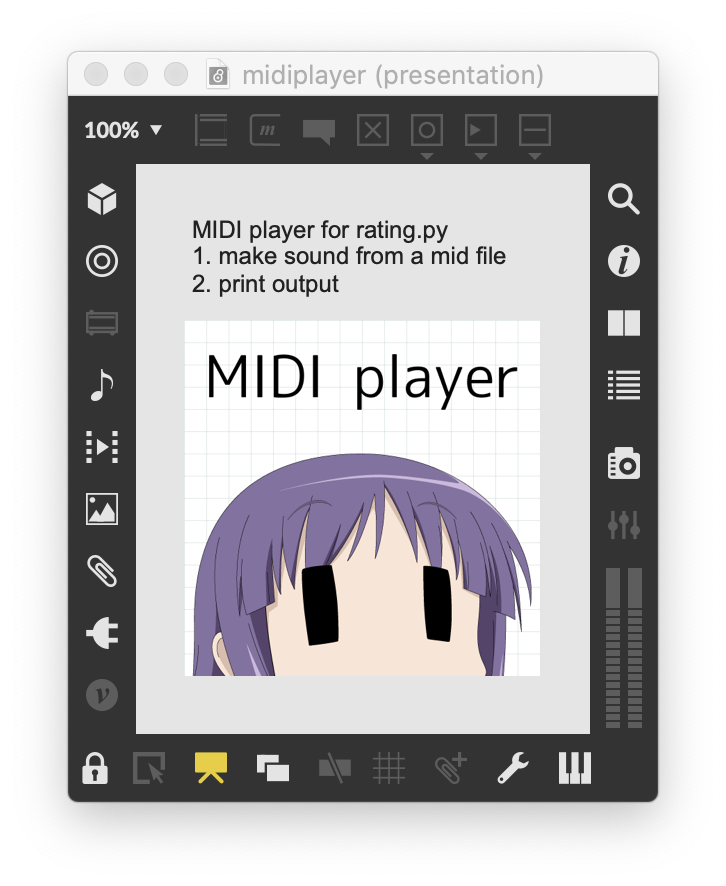 midiplayer (presentation)
100%
m
MIDI player for rating.py
1. make sound from a mid file
2. print output
MIDI player
i
v